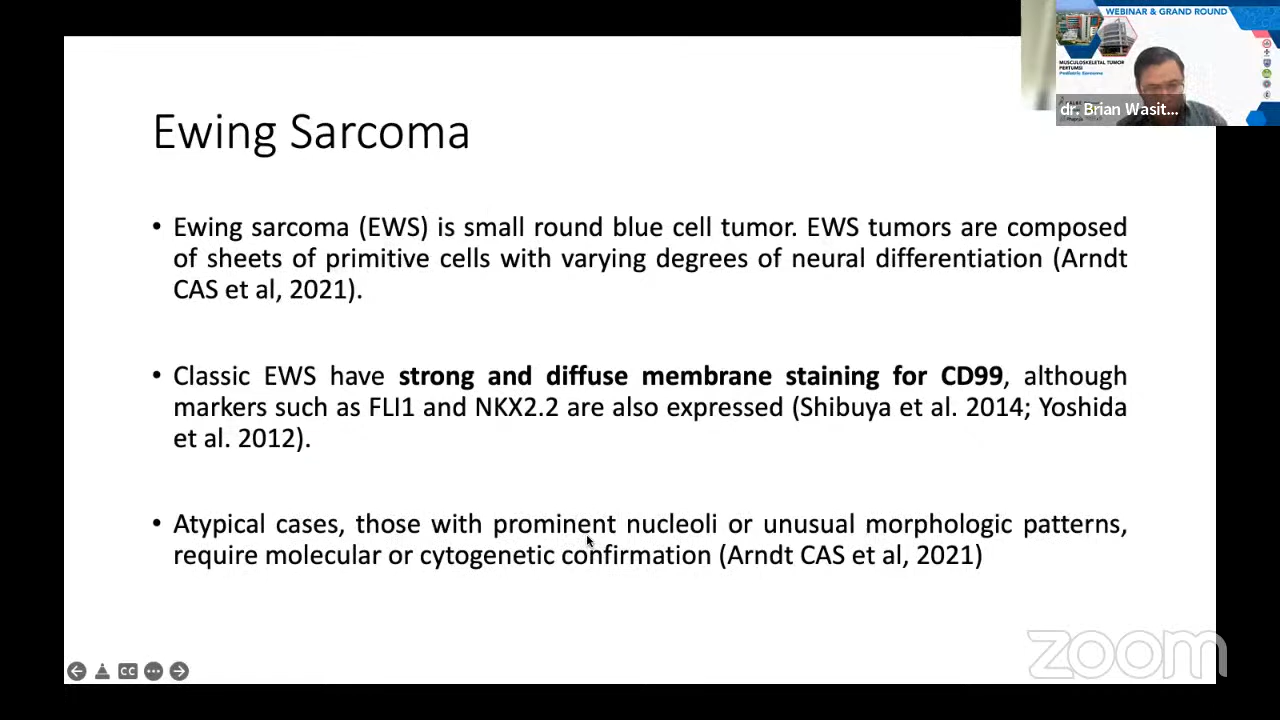 WEBINAR & GRAND ROUND
MUSCULOSKELETAL TUMOR
PERTUMSI
Pediatric Sarcoma
dr. Brian Wasit...
Ewing Sarcoma
• Ewing sarcoma (EWS) is small round blue cell tumor. EWS tumors are composed
of sheets of primitive cells with varying degrees of neural differentiation (Arndt
CAS et al, 2021).
• Classic EWS have strong and diffuse membrane staining for CD99, although
markers such as FLI1 and NKX2.2 are also expressed (Shibuya et al. 2014; Yoshida
et al. 2012).
• Atypical cases, those with prominent nucleoli or unusual morphologic patterns,
require molecular or cytogenetic confirmation (Arndt CAS et al, 2021)
CC
zoom